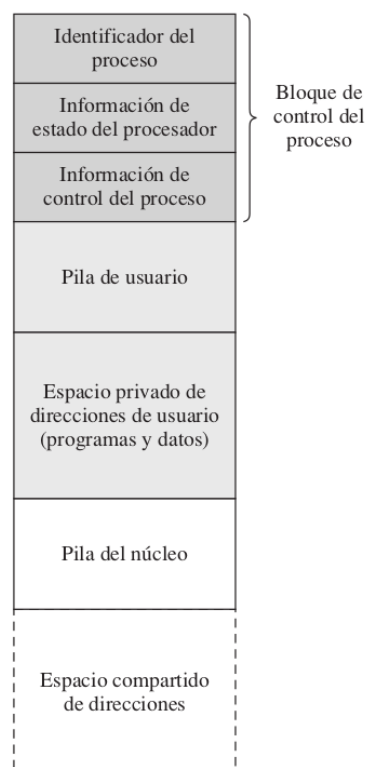 Identificador del
proceso
Información de
estado del procesador
Información de
control del proceso
Bloque de
control del
proceso
Pila de usuario
Espacio privado de
direcciones de usuario
(programas y datos)
Pila del núcleo
Espacio compartido
de direcciones